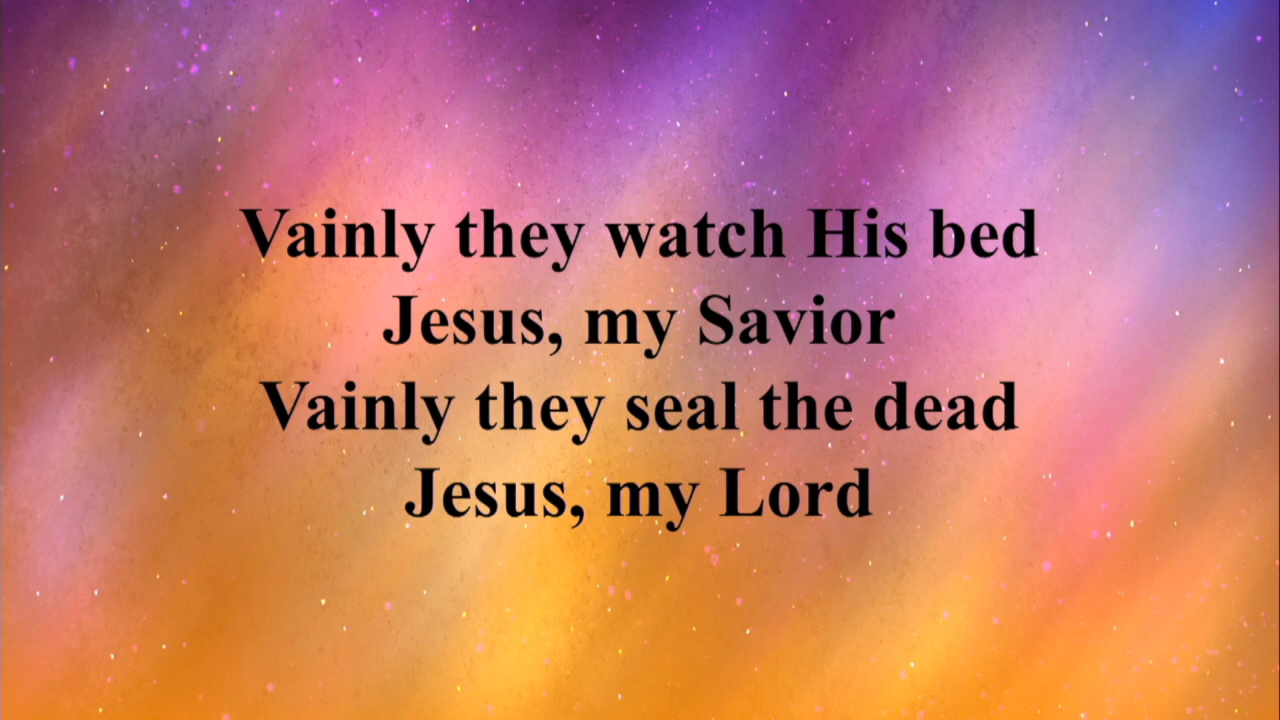 Vainly they watch His bed
Jesus, my Savior
Vainly they seal the dead
Jesus, my Lord